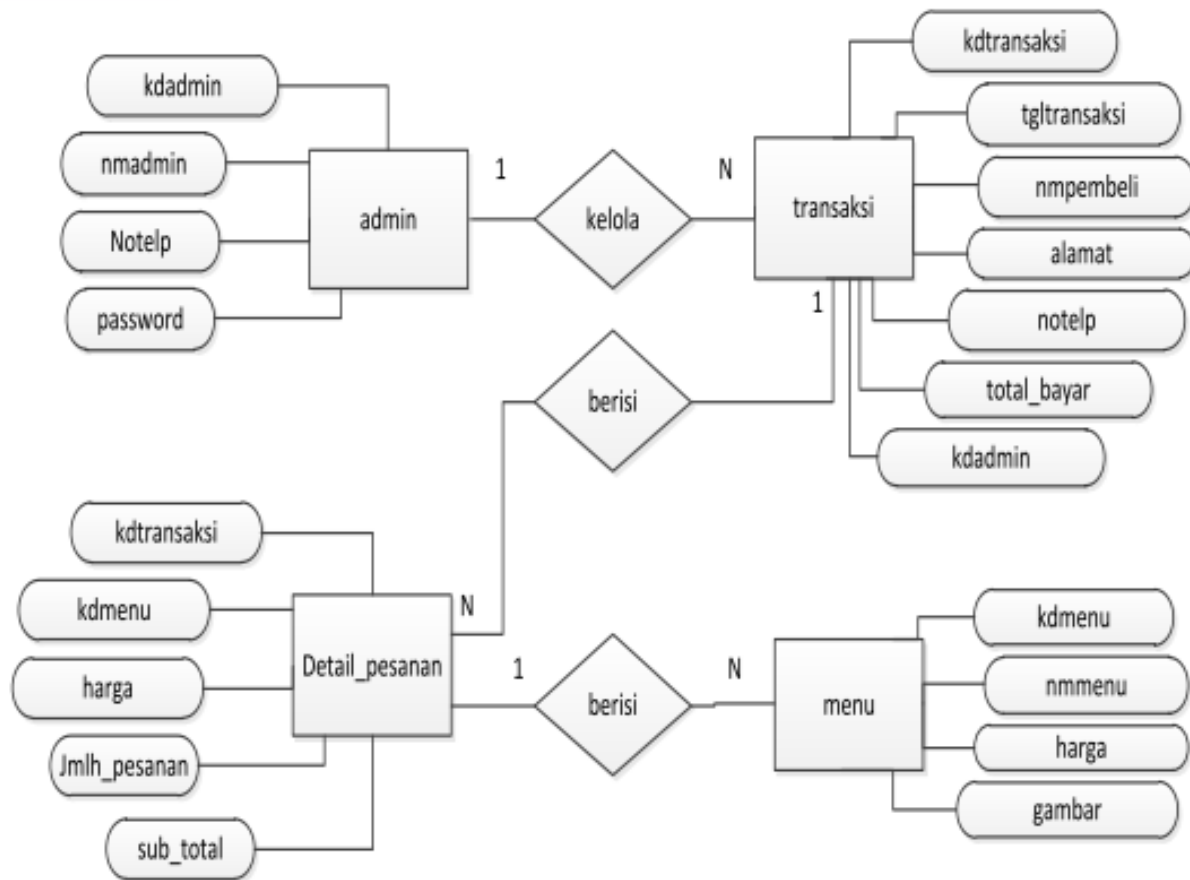 kdadmin
nmadmin
Notelp
password
admin
1
kelola
N
transaksi
kdtransaksi
tgltransaksi
nmpembeli
alamat
notelp
total_bayar
kdadmin
1
berisi
N
kdtransaksi
kdmenu
harga
Jmlh_pesanan
sub_total
Detail_pesanan
1
berisi
N
menu
kdmenu
nmmenu
harga
gambar